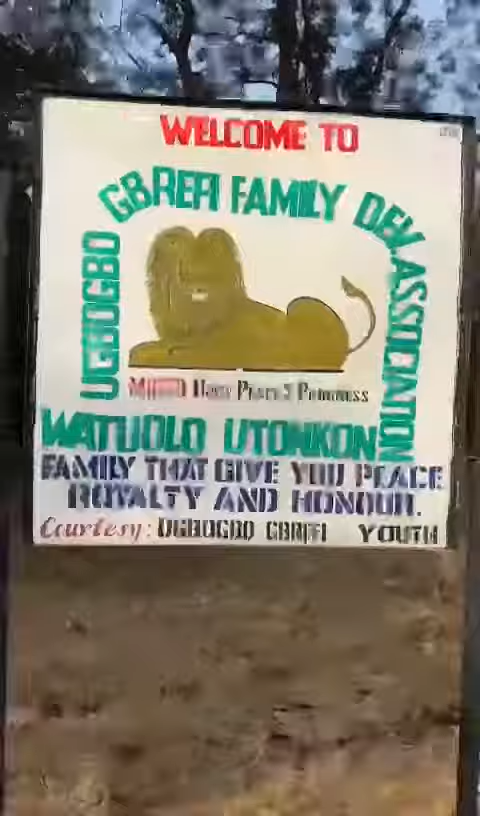 WELCOME TO
UGBOGBO GBREFI FAMILY DEV. ASSOCIATION
WATUOLO UTONKON
FAMILY THAT GIVE YOU PEACE
ROYALTY AND HONOUR.
Courtesy: UGBOGBO GBREFI YOUTH